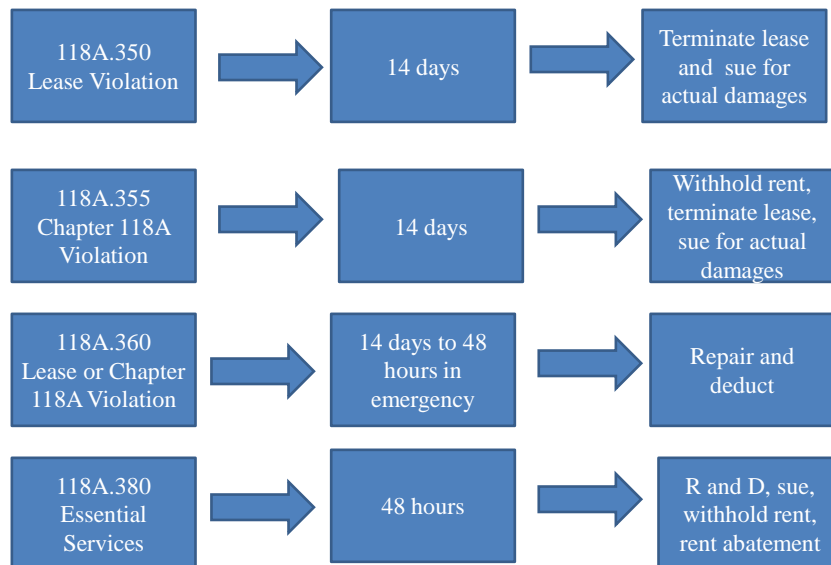 118A.350
Lease Violation
14 days
Terminate lease
and sue for
actual damages
118A.355
Chapter 118A
Violation
14 days
Withhold rent,
terminate lease,
sue for actual
damages
118A.360
Lease or Chapter
118A Violation
14 days to 48
hours in
emergency
Repair and
deduct
118A.380
Essential
Services
48 hours
R and D, sue,
withhold rent,
rent abatement